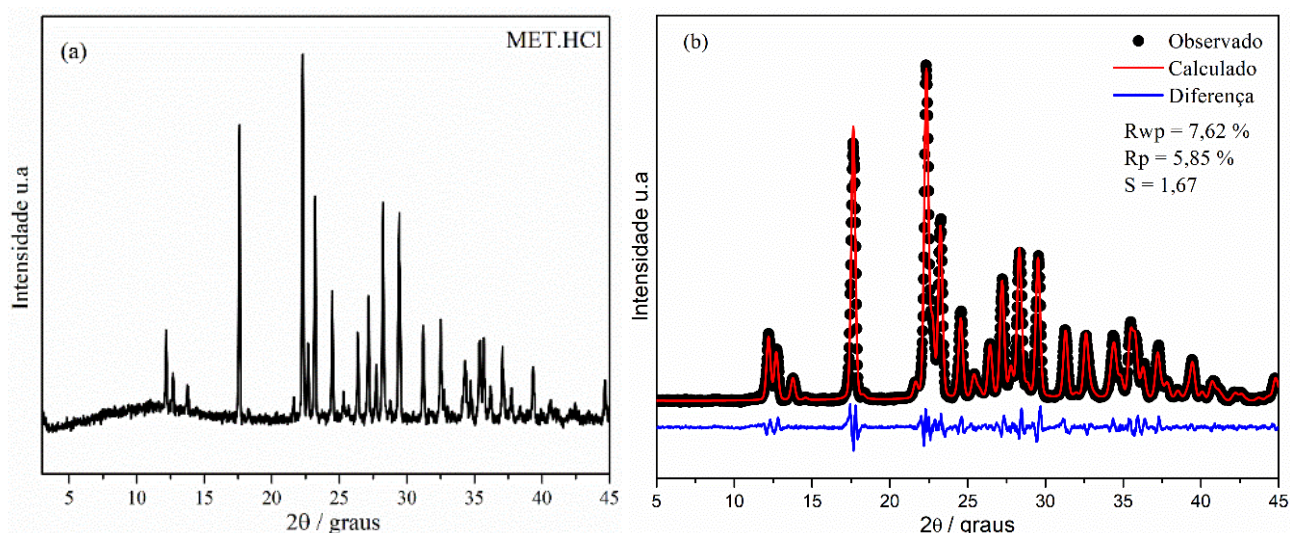 (a)
MET.HCl
Intensidade u.a
5 10 15 20 25 30 35 40 45
2θ / graus
(b)
Observado
Calculado
Diferença
Rwp = 7,62 %
Rp = 5,85 %
S = 1,67
Intensidade u.a
5 10 15 20 25 30 35 40 45
2θ / graus